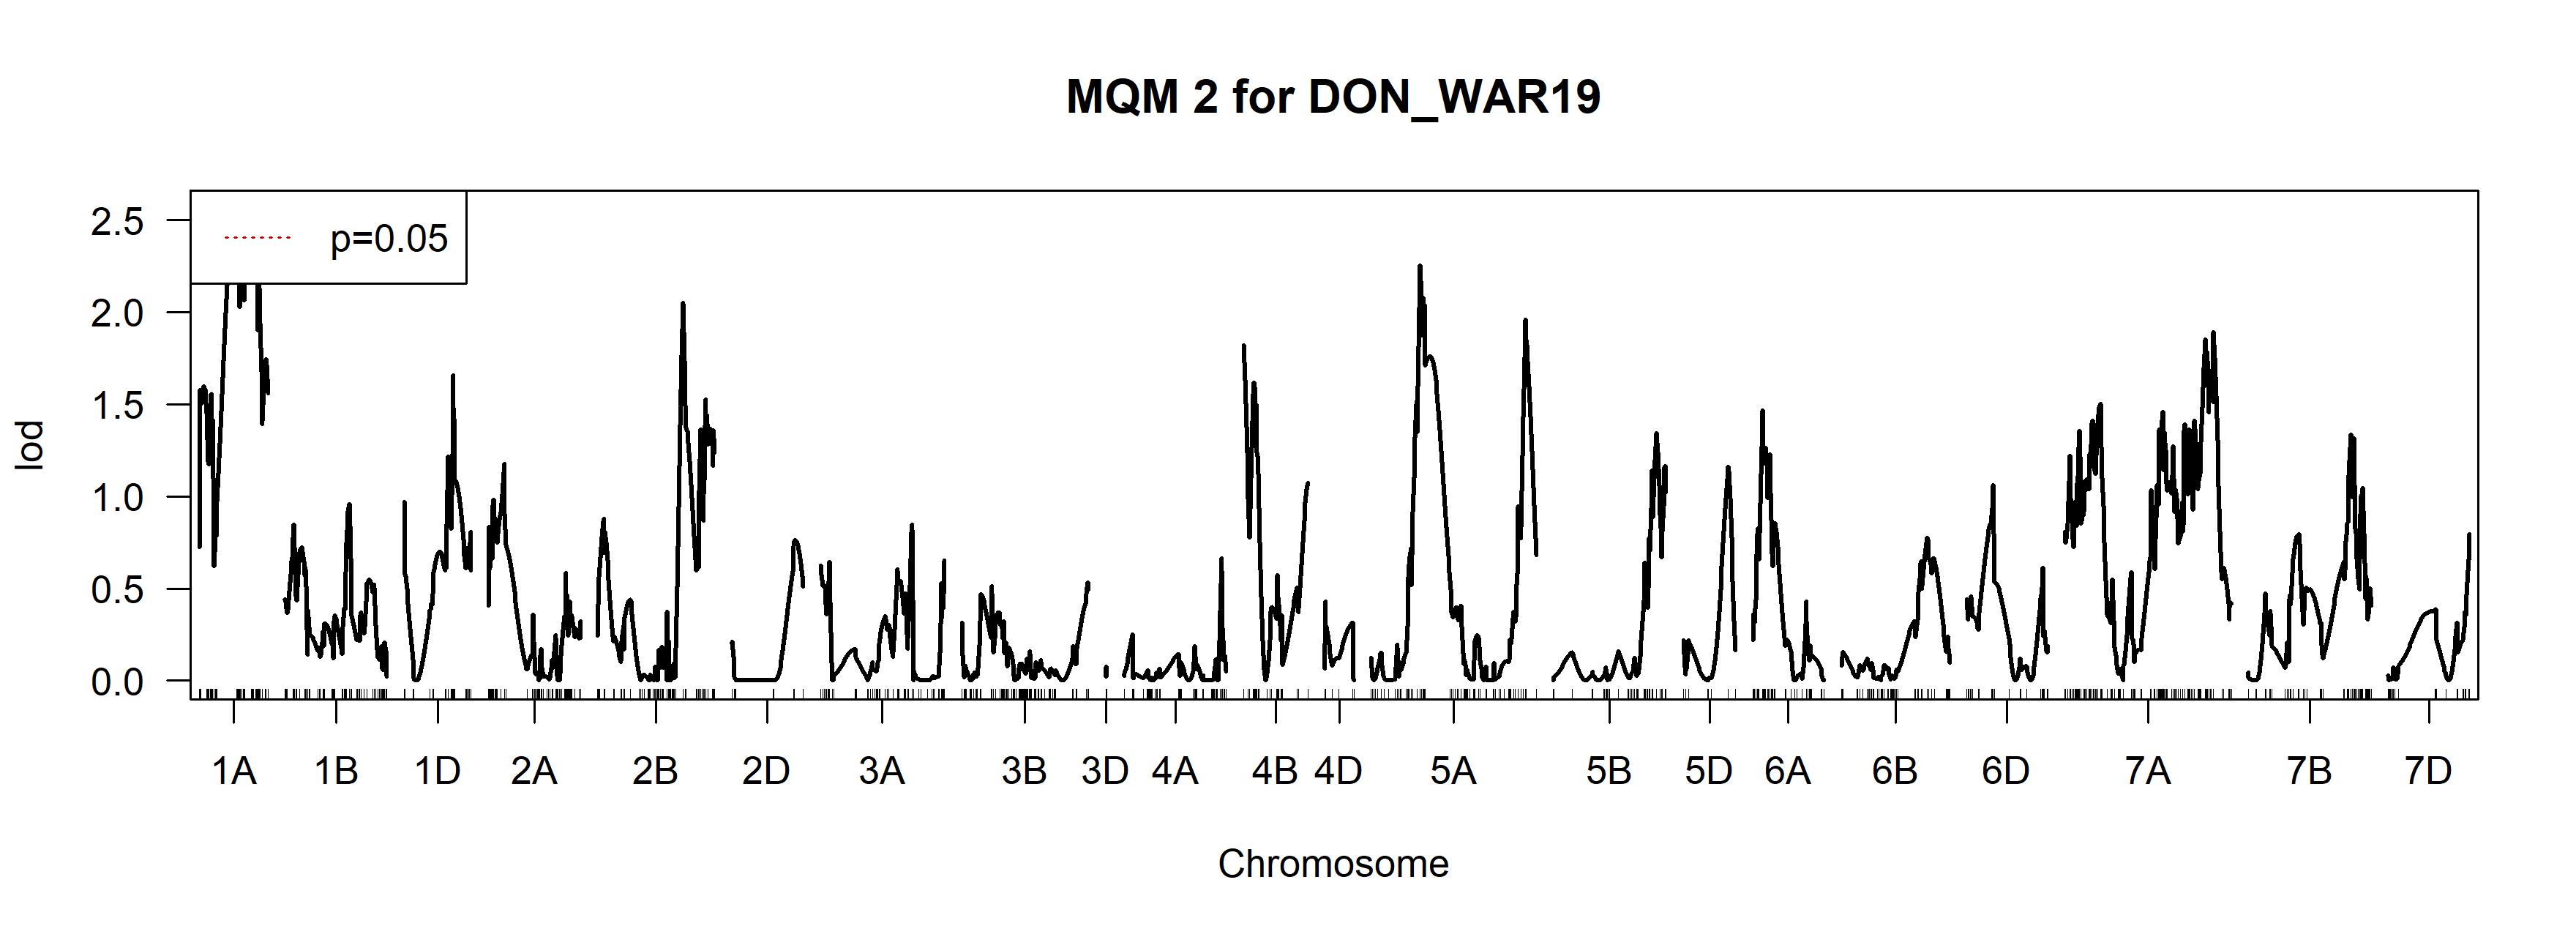 MQM 2 for DON_WAR19
p=0.05
2.5
2.0
1.5
1.0
0.5
0.0
lod
1A 1B 1D 2A 2B 2D 3A 3B 3D 4A 4B 4D 5A 5B 5D 6A 6B 6D 7A 7B 7D
Chromosome